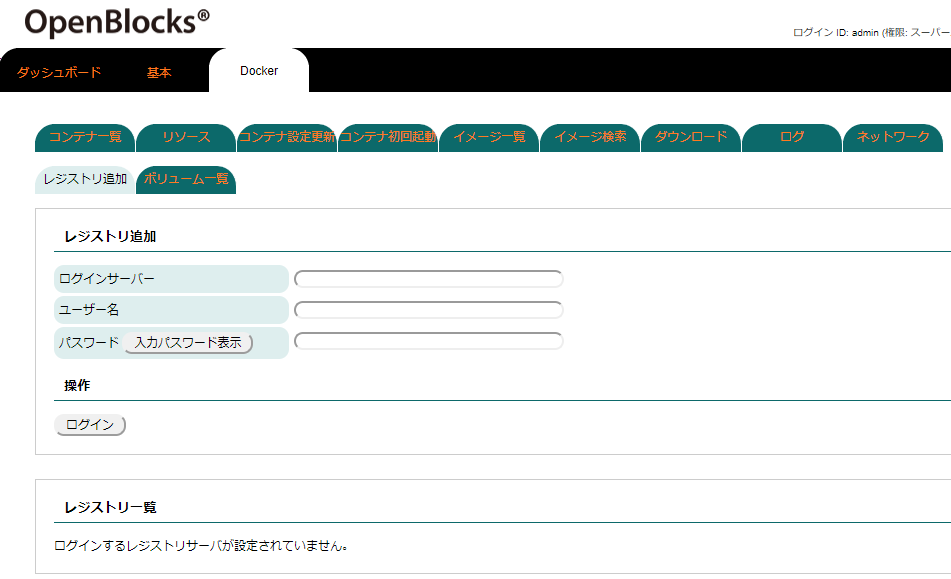 OpenBlocks®
ログイン ID: admin (権限: スーパー
ダッシュボード 基本 Docker
コンテナ一覧 リソース コンテナ設定更新 コンテナ初回起動 イメージ一覧 イメージ検索 ダウンロード ログ ネットワーク
レジストリ追加 ボリューム一覧
レジストリ追加
ログインサーバー
ユーザー名
パスワード 入力パスワード表示
操作
ログイン
レジストリ一覧
ログインするレジストリサーバが設定されていません。